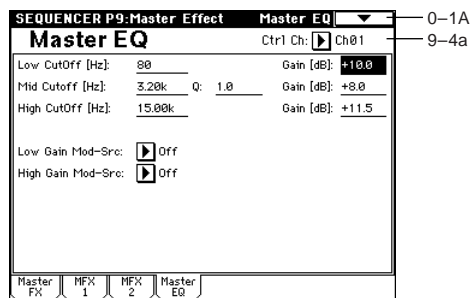 SEQUENCER P9:Master Effect Master EQ 0–1A
Master EQ Ctrl Ch: Ch01 9–4a
Low CutOff [Hz]: 80 Gain [dB]: +10.0
Mid Cutoff [Hz]: 3.20k Q: 1.0 Gain [dB]: +8.0
High CutOff [Hz]: 15.00k Gain [dB]: +11.5
Low Gain Mod-Src: Off
High Gain Mod-Src: Off
Master FX MFX 1 MFX 2 Master EQ